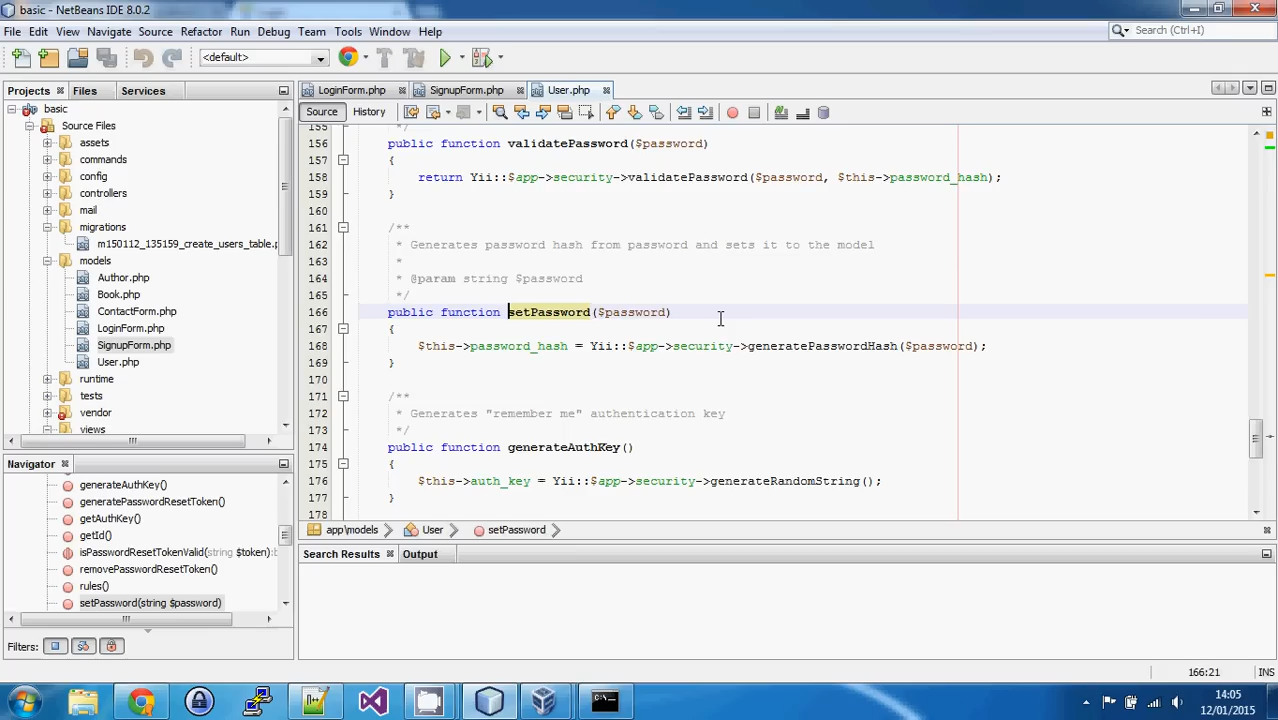 basic - NetBeans IDE 8.0.2
File Edit View Navigate Source Refactor Run Debug Team Tools Window Help
Search (Ctrl+I)
<default>
Projects Files Services
basic
Source Files
assets
commands
config
controllers
mail
migrations
m150112_135159_create_users_table.p
models
Author.php
Book.php
ContactForm.php
LoginForm.php
SignupForm.php
User.php
runtime
tests
vendor
views
Navigator
generateAuthKey()
generatePasswordResetToken()
getAuthKey()
getId()
isPasswordResetTokenValid(string $token):b
removePasswordResetToken()
rules()
setPassword(string $password)
Filters:
LoginForm.php SignupForm.php User.php
Source History
155 */
156 public function validatePassword($password)
157 {
158 return Yii::$app->security->validatePassword($password, $this->password_hash);
159 }
160
161 /**
162 * Generates password hash from password and sets it to the model
163 *
164 * @param string $password
165 */
166 public function setPassword($password)
167 {
168 $this->password_hash = Yii::$app->security->generatePasswordHash($password);
169 }
170
171 /**
172 * Generates "remember me" authentication key
173 */
174 public function generateAuthKey()
175 {
176 $this->auth_key = Yii::$app->security->generateRandomString();
177 }
178
app\models User setPassword
Search Results Output
166:21 INS
14:05
12/01/2015